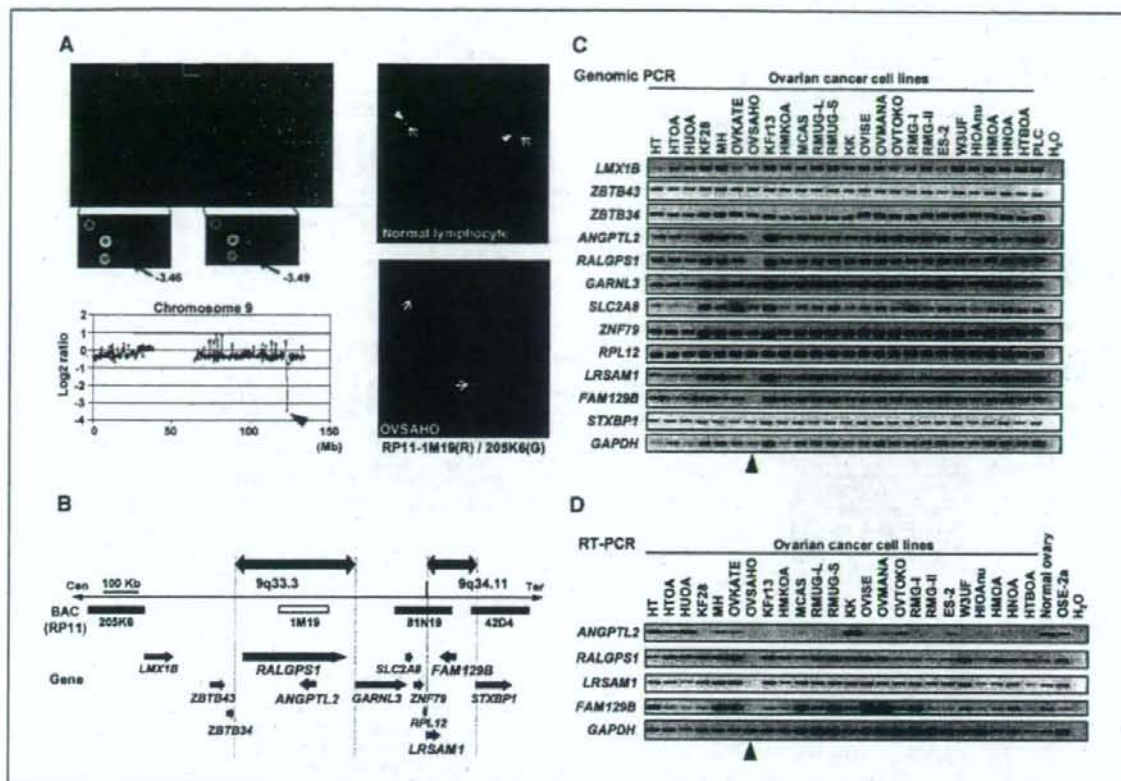 A
-3.46
-3.49
Chromosome 9
Log2 ratio
2
1
0
-1
-2
-3
-4
0
50
100
150
(Mb)
Normal lymphocyte
OVSAHO
RP11-1M19(R) / 205K6(G)
B
Cen
100 Kb
9q33.3
9q34.11
Ter
BAC
(RP11)
205K6
1M19
81N19
42D4
Gene
LMX1B
RALGPS1
SLC2A8
FAM129B
ZBTB43
ANGPTL2
GARNL3
ZNF79
STXBP1
ZBTB34
RPL12
LRSAM1
C
Genomic PCR
Ovarian cancer cell lines
HT
HTOA
HUOA
KF28
MH
OVKATE
OVSAHO
KFr13
HMKOA
MCAS
RMUG-L
RMUG-S
KK
OVISE
OVMANA
OVTOKO
RMG-I
RMG-II
ES-2
W3UF
HIOAnu
HMOA
HNOA
HTBOA
PLC
H2O
LMX1B
ZBTB43
ZBTB34
ANGPTL2
RALGPS1
GARNL3
SLC2A8
ZNF79
RPL12
LRSAM1
FAM129B
STXBP1
GAPDH
D
RT-PCR
Ovarian cancer cell lines
HT
HTOA
HUOA
KF28
MH
OVKATE
OVSAHO
KFr13
HMKOA
MCAS
RMUG-L
RMUG-S
KK
OVISE
OVMANA
OVTOKO
RMG-I
RMG-II
ES-2
W3UF
HIOAnu
HMOA
HNOA
HTBOA
Normal ovary
OSE-2a
H2O
ANGPTL2
RALGPS1
LRSAM1
FAM129B
GAPDH